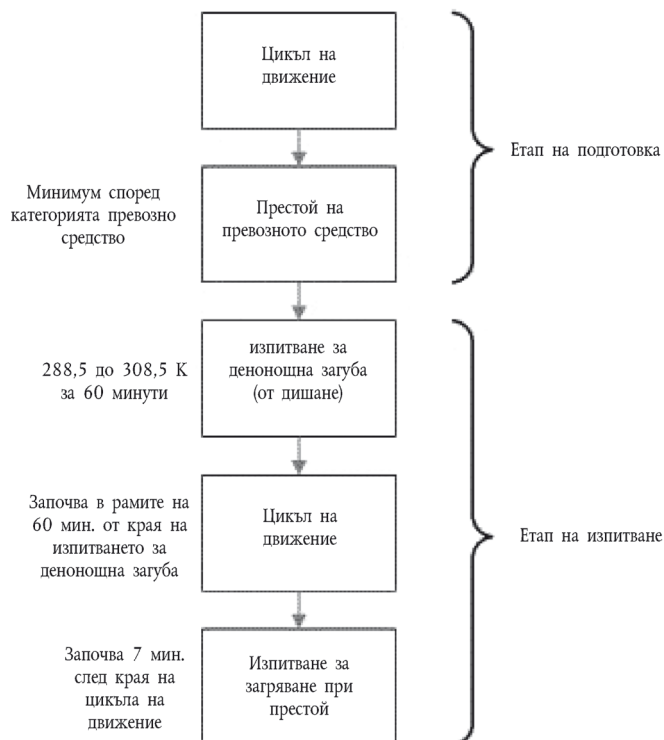 Цикъл на
движение
Етап на подготовка
Минимум според
категорията превозно
средство
Престой на
превозното средство
288,5 до 308,5 К
за 60 минути
изпитване за
денонощна загуба
(от дишане)
Започва в рамите на
60 мин. от края на
изпитването за
денонощна загуба
Цикъл на
движение
Етап на изпитване
Започва 7 мин.
след края на
цикъла на
движение
Изпитване за
загряване при
престой